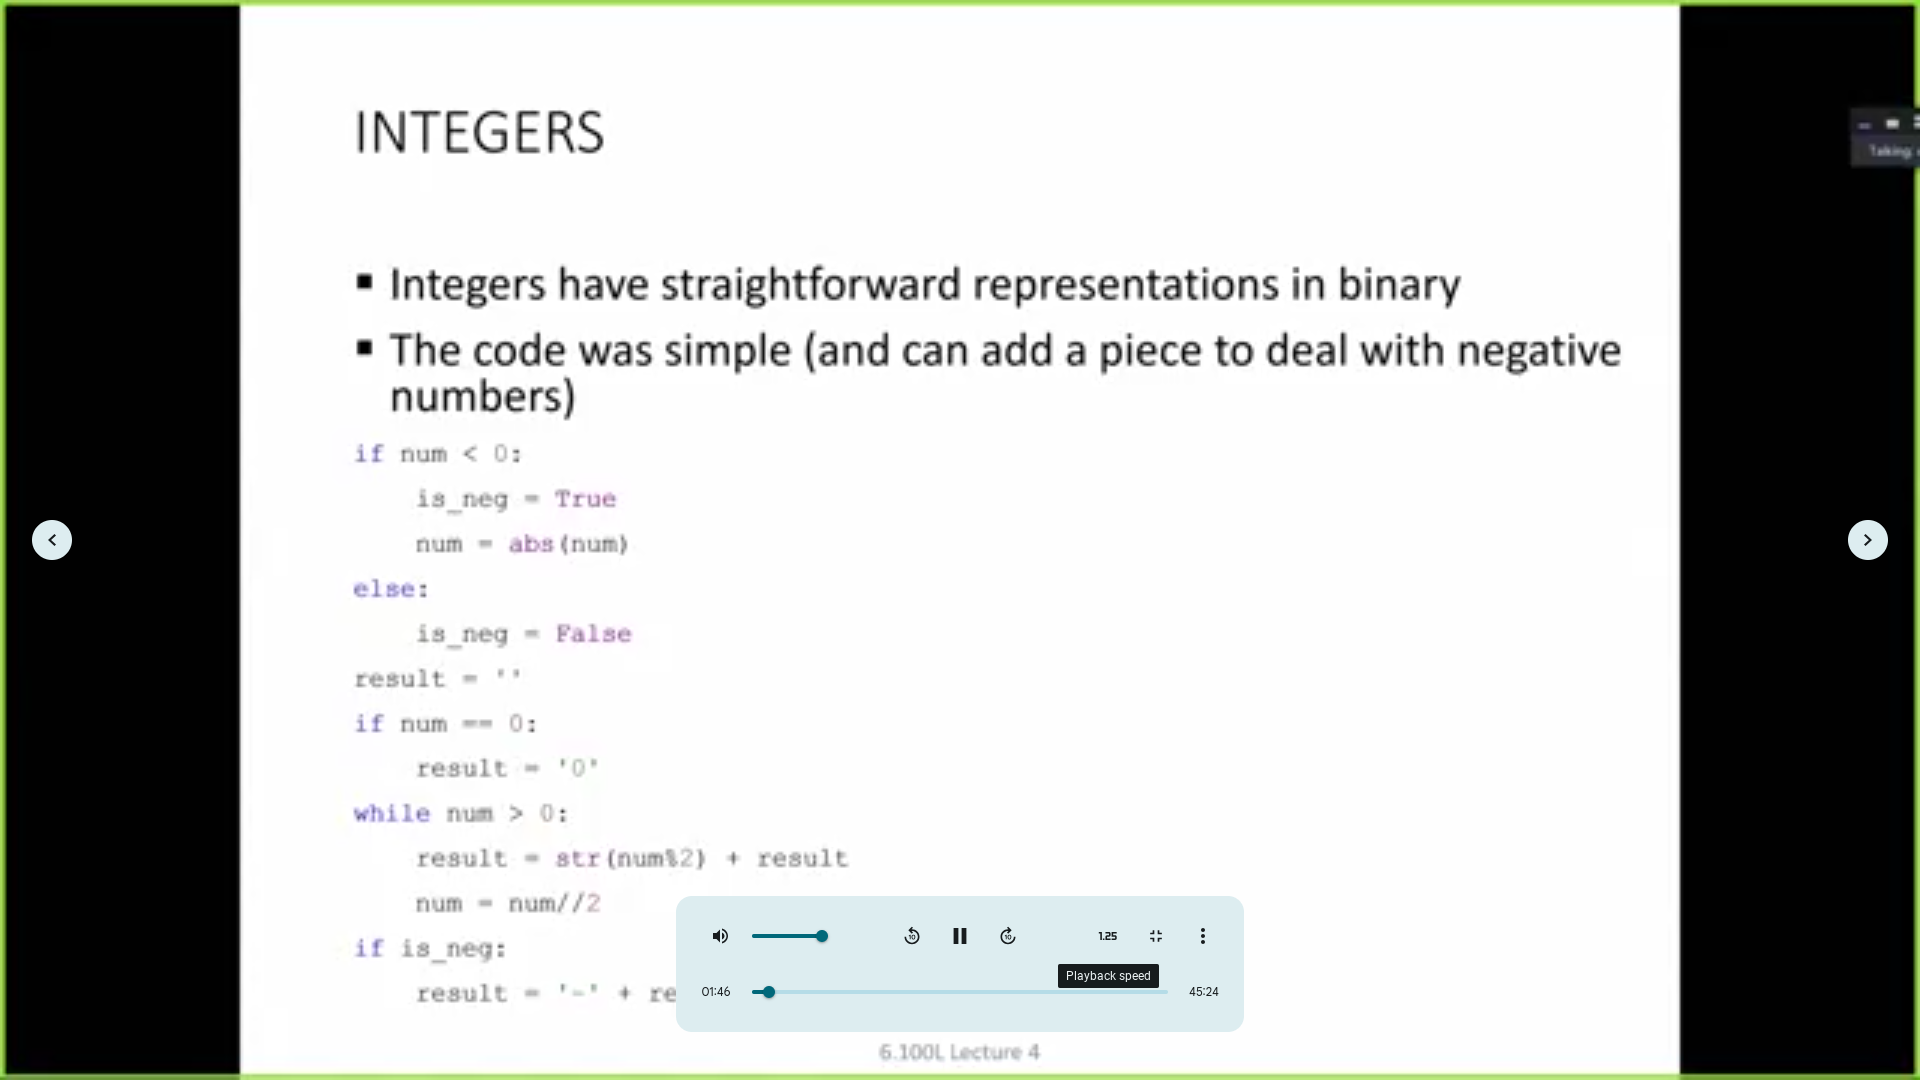 INTEGERS
▪ Integers have straightforward representations in binary
▪ The code was simple (and can add a piece to deal with negative
numbers)
if num < 0:
    is_neg = True
    num = abs(num)
else:
    is_neg = False
result = ''
if num == 0:
    result = '0'
while num > 0:
    result = str(num%2) + result
    num = num//2
if is_neg:
    result = '-' + re
Taking:
10
10
1.25
Playback speed
01:46
45:24
6.100L Lecture 4